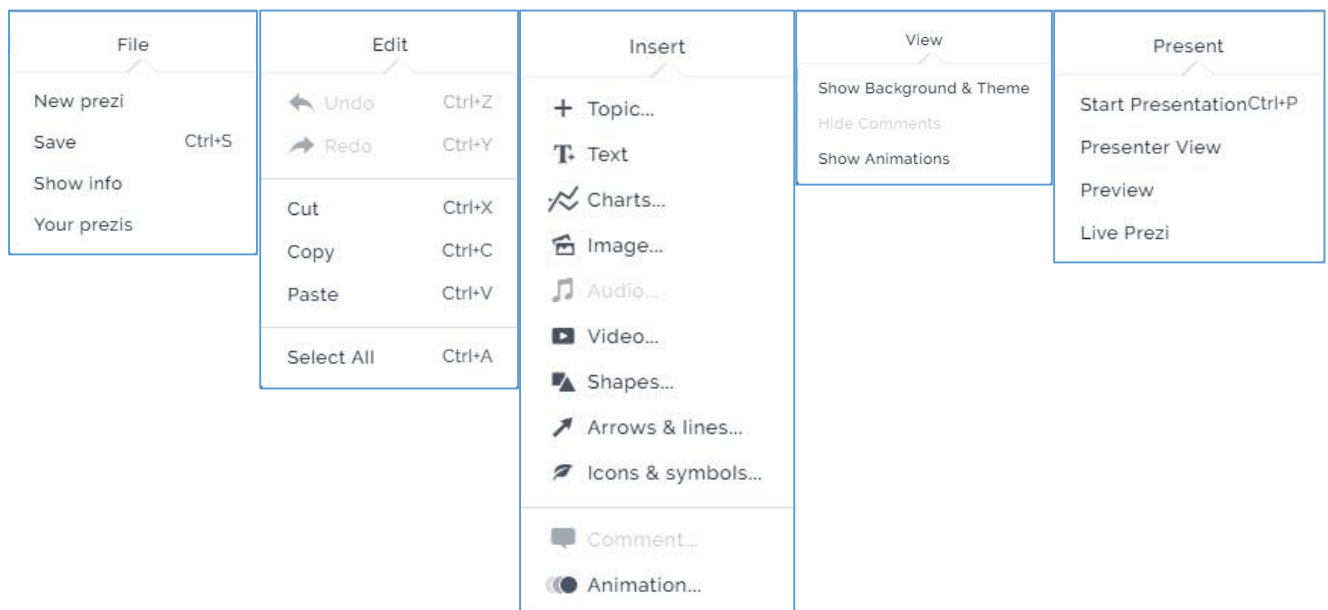 File
New prezi
Save Ctrl+S
Show info
Your prezis
Edit
Undo Ctrl+Z
Redo Ctrl+Y
Cut Ctrl+X
Copy Ctrl+C
Paste Ctrl+V
Select All Ctrl+A
Insert
Topic...
Text
Charts...
Image...
Audio...
Video...
Shapes...
Arrows & lines...
Icons & symbols...
Comment...
Animation...
View
Show Background & Theme
Hide Comments
Show Animations
Present
Start PresentationCtrl+P
Presenter View
Preview
Live Prezi